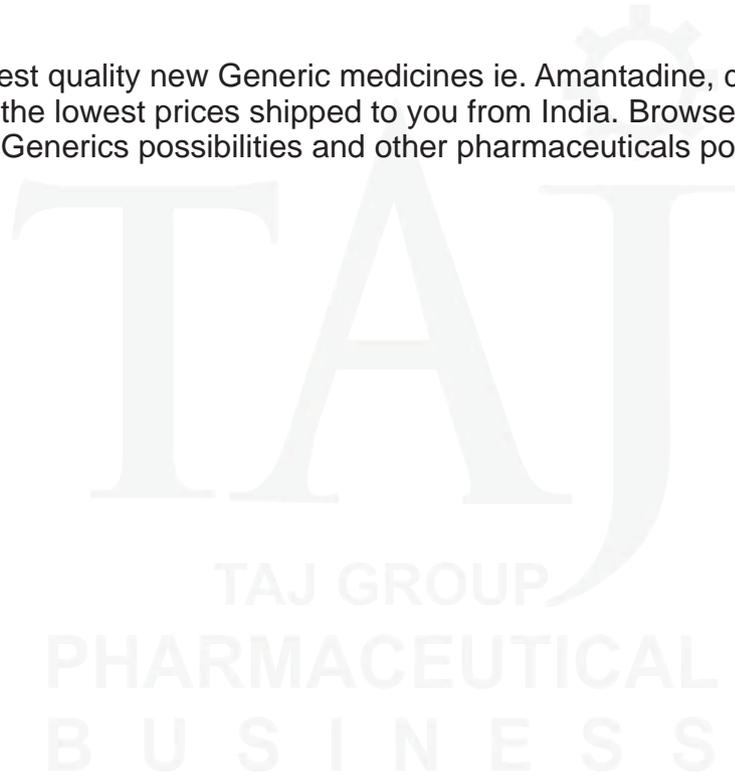 est quality new Generic medicines ie. Amantadine,
the lowest prices shipped to you from India. Browse
Generics possibilities and other pharmaceuticals po
TAJ
TAJ GROUP
PHARMACEUTICAL
BUSINESS